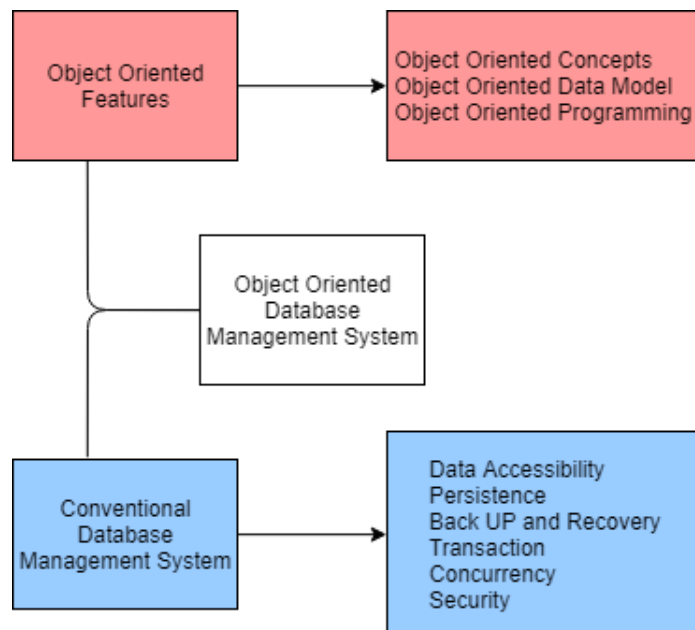 Object Oriented
Features
Object Oriented Concepts
Object Oriented Data Model
Object Oriented Programming
Object Oriented
Database
Management System
Conventional
Database
Management System
Data Accessibility
Persistence
Back UP and Recovery
Transaction
Concurrency
Security